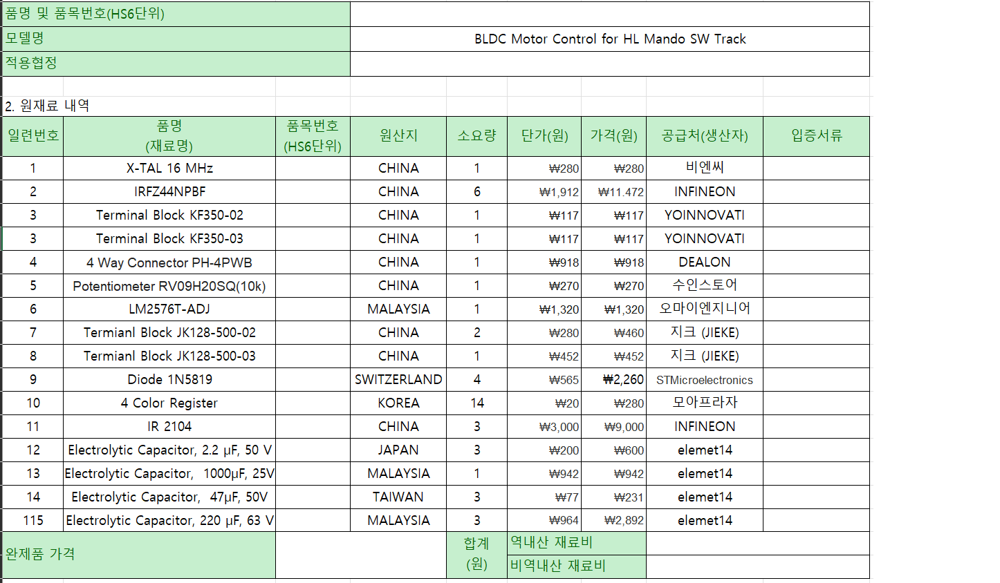 품명 및 품목번호(HS6단위)
모델명 BLDC Motor Control for HL Mando SW Track
적용협정
2. 원재료 내역
일련번호 품명 (재료명) 품목번호 (HS6단위) 원산지 소요량 단가(원) 가격(원) 공급처(생산자) 입증서류
1 X-TAL 16 MHz CHINA 1 ₩280 ₩280 비엔씨
2 IRFZ44NPBF CHINA 6 ₩1,912 ₩11.472 INFINEON
3 Terminal Block KF350-02 CHINA 1 ₩117 ₩117 YOINNOVATI
3 Terminal Block KF350-03 CHINA 1 ₩117 ₩117 YOINNOVATI
4 4 Way Connector PH-4PWB CHINA 1 ₩918 ₩918 DEALON
5 Potentiometer RV09H20SQ(10k) CHINA 1 ₩270 ₩270 수인스토어
6 LM2576T-ADJ MALAYSIA 1 ₩1,320 ₩1,320 오마이엔지니어
7 Termianl Block JK128-500-02 CHINA 2 ₩280 ₩460 지크 (JIEKE)
8 Termianl Block JK128-500-03 CHINA 1 ₩452 ₩452 지크 (JIEKE)
9 Diode 1N5819 SWITZERLAND 4 ₩565 ₩2,260 STMicroelectronics
10 4 Color Register KOREA 14 ₩20 ₩280 모아프라자
11 IR 2104 CHINA 3 ₩3,000 ₩9,000 INFINEON
12 Electrolytic Capacitor, 2.2 µF, 50 V JAPAN 3 ₩200 ₩600 elemet14
13 Electrolytic Capacitor, 1000µF, 25V MALAYSIA 1 ₩942 ₩942 elemet14
14 Electrolytic Capacitor, 47µF, 50V TAIWAN 3 ₩77 ₩231 elemet14
115 Electrolytic Capacitor, 220 µF, 63 V MALAYSIA 3 ₩964 ₩2,892 elemet14
완제품 가격 합계 (원) 역내산 재료비
비역내산 재료비